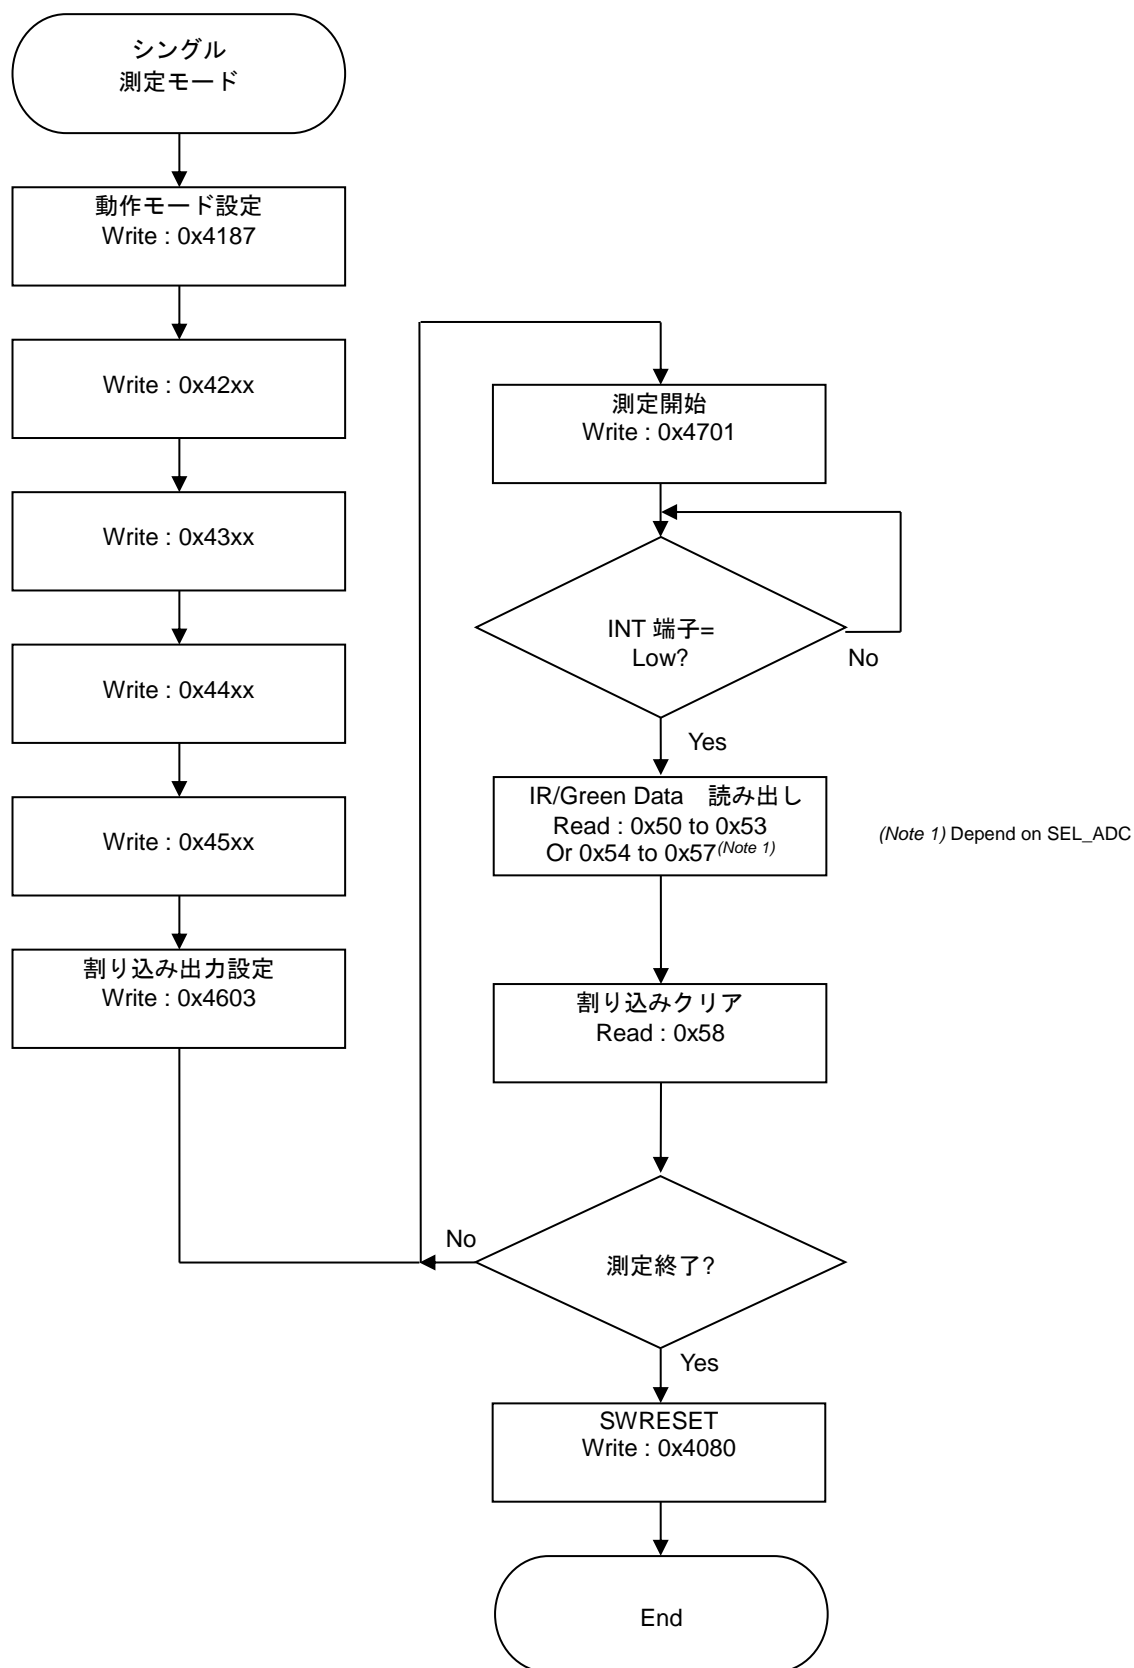 シングル
測定モード
動作モード設定
Write : 0x4187
Write : 0x42xx
Write : 0x43xx
Write : 0x44xx
Write : 0x45xx
割り込み出力設定
Write : 0x4603
測定開始
Write : 0x4701
INT 端子=
Low?
No
Yes
IR/Green Data　読み出し
Read : 0x50 to 0x53
Or 0x54 to 0x57(Note 1)
(Note 1) Depend on SEL_ADC
割り込みクリア
Read : 0x58
No
測定終了?
Yes
SWRESET
Write : 0x4080
End